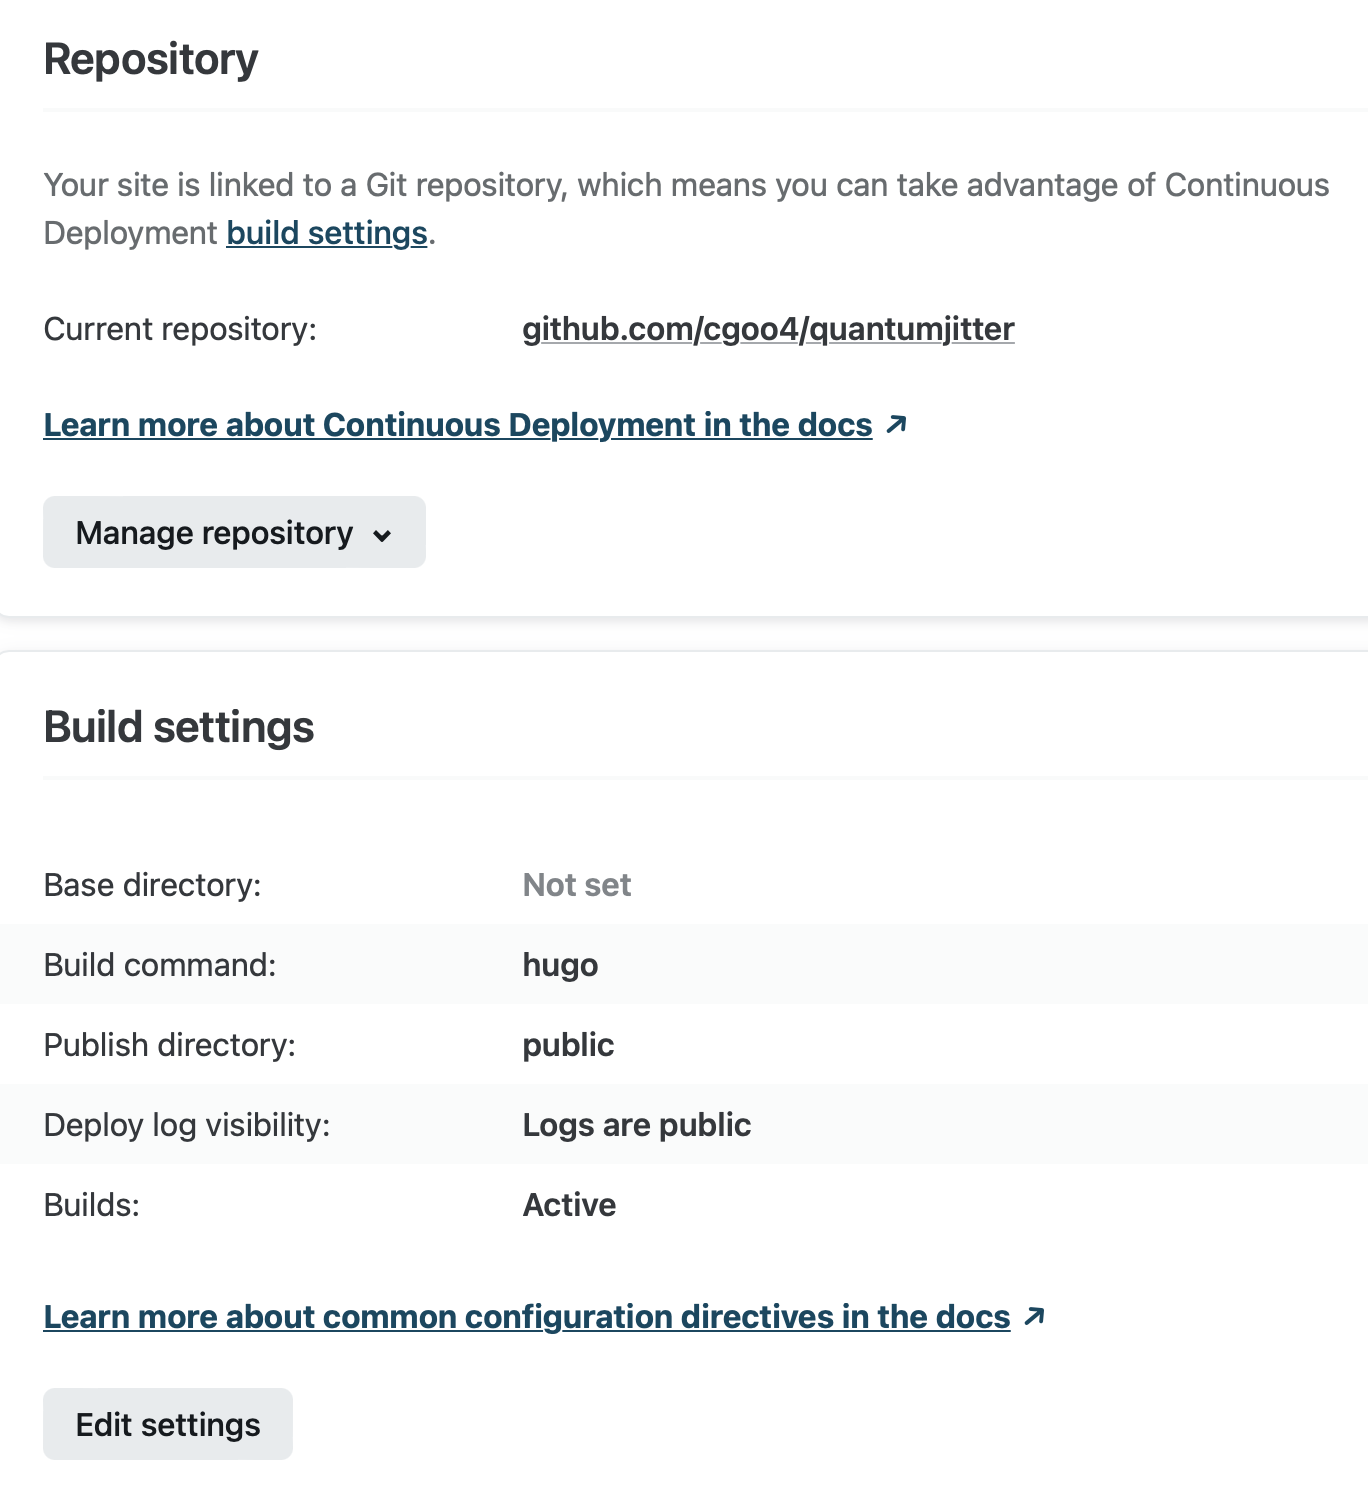 Repository
Your site is linked to a Git repository, which means you can take advantage of Continuous
Deployment build settings.
Current repository: github.com/cgoo4/quantumjitter
Learn more about Continuous Deployment in the docs ↗
Manage repository
Build settings
Base directory: Not set
Build command: hugo
Publish directory: public
Deploy log visibility: Logs are public
Builds: Active
Learn more about common configuration directives in the docs ↗
Edit settings